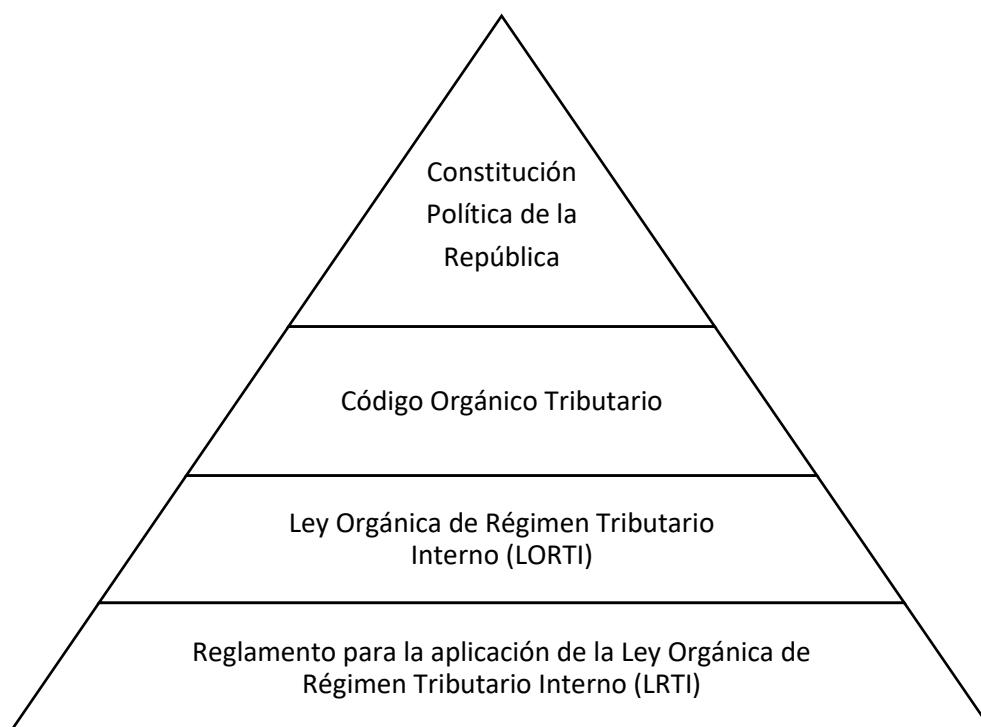 Constitución
Política de la
República
Código Orgánico Tributario
Ley Orgánica de Régimen Tributario
Interno (LORTI)
Reglamento para la aplicación de la Ley Orgánica de
Régimen Tributario Interno (LRTI)